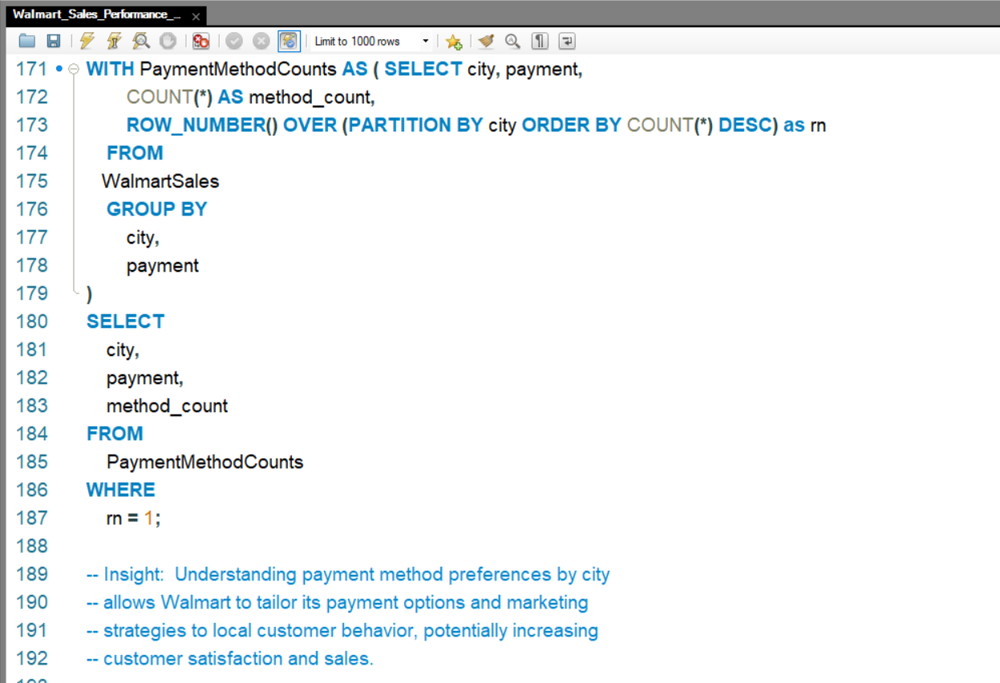 Walmart_Sales_Performance_...
Limit to 1000 rows
171 WITH PaymentMethodCounts AS ( SELECT city, payment,
172 COUNT(*) AS method_count,
173 ROW_NUMBER() OVER (PARTITION BY city ORDER BY COUNT(*) DESC) as rn
174 FROM
175 WalmartSales
176 GROUP BY
177 city,
178 payment
179 )
180 SELECT
181 city,
182 payment,
183 method_count
184 FROM
185 PaymentMethodCounts
186 WHERE
187 rn = 1;
188
189 -- Insight:  Understanding payment method preferences by city
190 -- allows Walmart to tailor its payment options and marketing
191 -- strategies to local customer behavior, potentially increasing
192 -- customer satisfaction and sales.